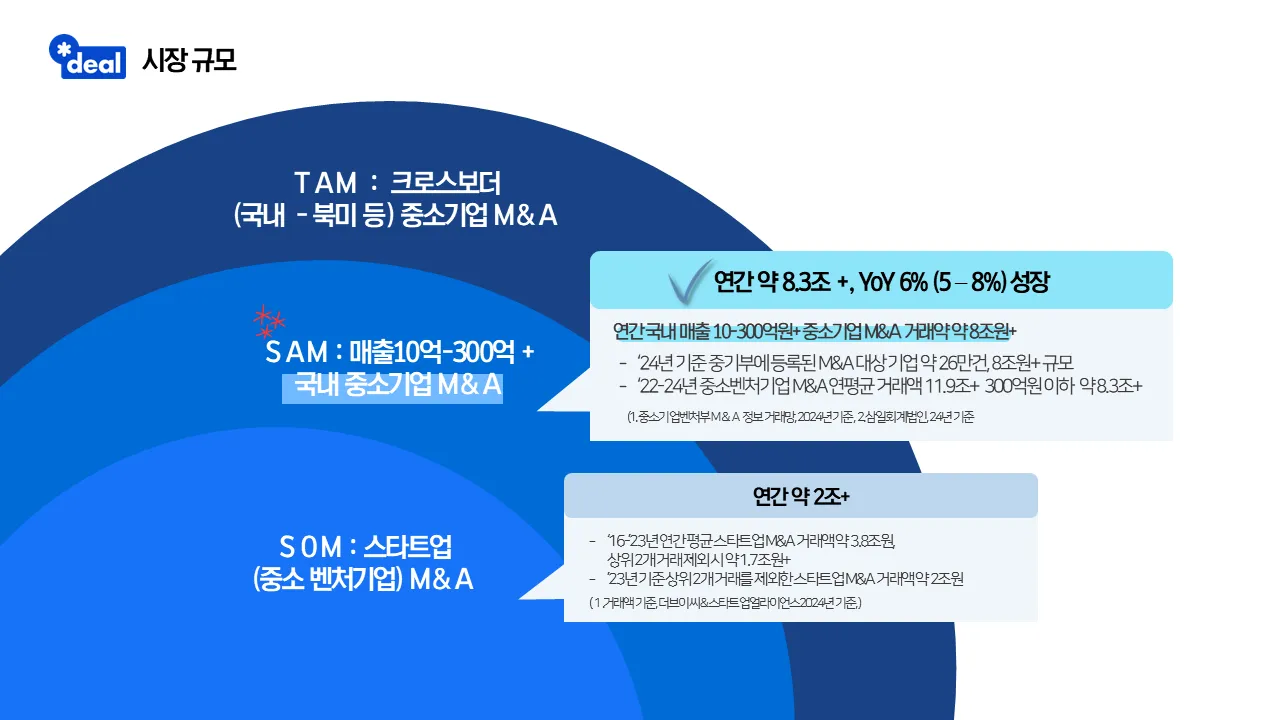 *deal 시장 규모
TAM : 크로스보더
(국내 - 북미 등) 중소기업 M&A
연간 약 8.3조 +, YoY 6% (5 – 8%) 성장
연간 국내 매출 10-300억원+ 중소기업 M&A 거래약 약 8조원+
- ‘24년 기준 중기부에 등록된 M&A 대상 기업 약 26만건, 8조원+ 규모
- ‘22-24년 중소벤처기업 M&A 연평균 거래액 11.9조+ 300억원 이하 약 8.3조+
(1. 중소기업벤처부 M & A 정보 거래망, 2024년 기준, 2,삼일회계법인, 24년 기준
SAM : 매출10억-300억 +
국내 중소기업 M&A
연간 약 2조+
- ‘16-‘23년 연간 평균 스타트업 M&A 거래액 약 3.8조원,
상위 2개 거래 제외 시 약 1.7조원+
- ‘23년 기준 상위 2개 거래를 제외한 스타트업 M&A 거래액 약 2조원
( 1 ,거래액 기준, 더브이씨&스타트업얼라이언스2024년 기준, )
SOM : 스타트업
(중소 벤처기업) M&A